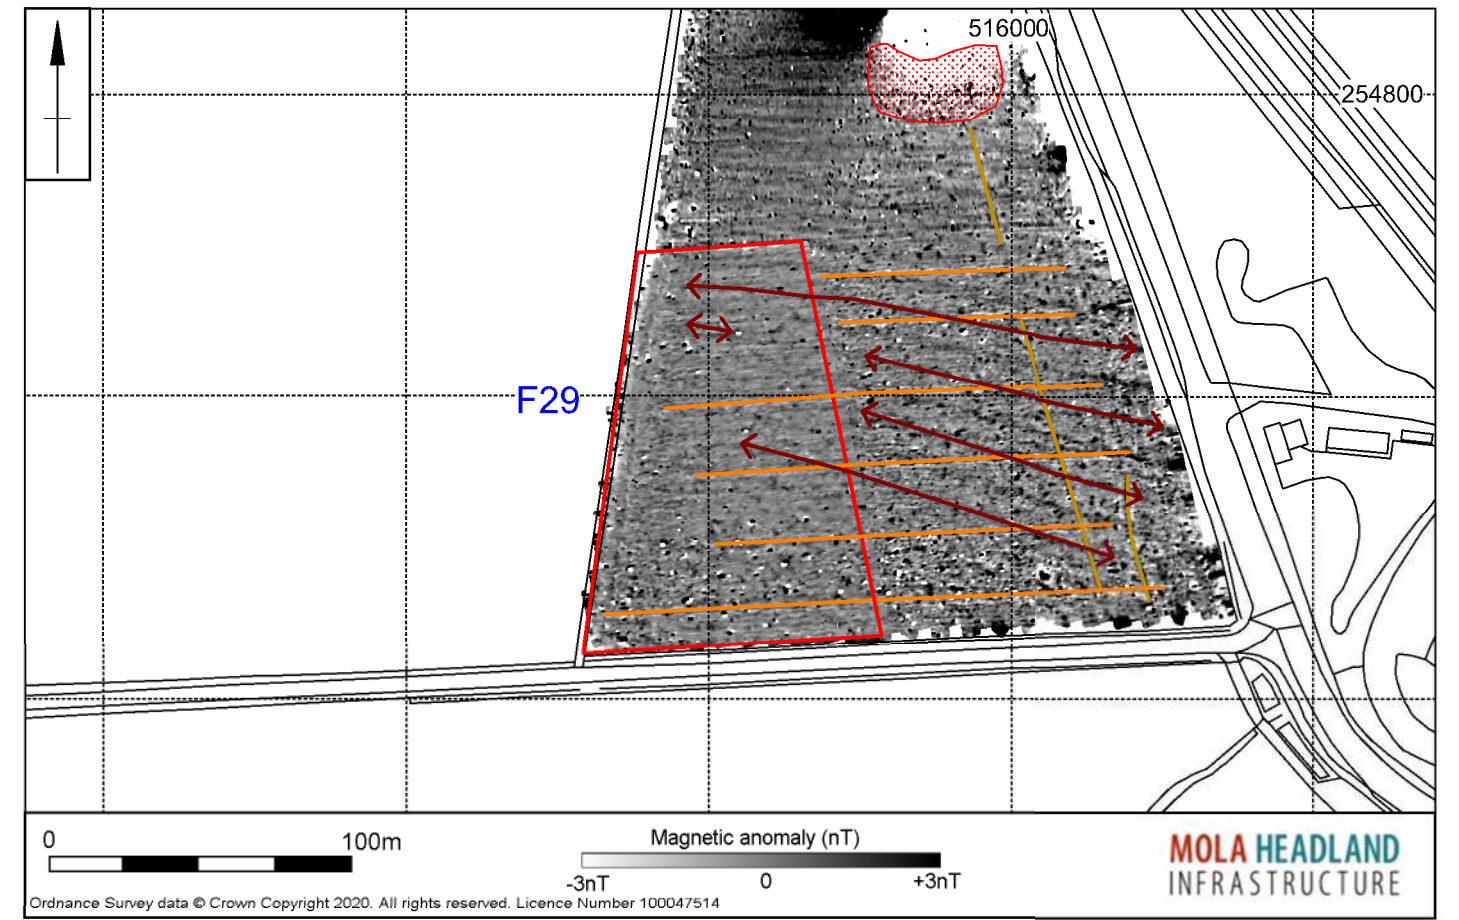 516000
254800
F29
0 100m
Magnetic anomaly (nT)
-3nT 0 +3nT
MOLA HEADLAND
INFRASTRUCTURE
Ordnance Survey data © Crown Copyright 2020. All rights reserved. Licence Number 100047514